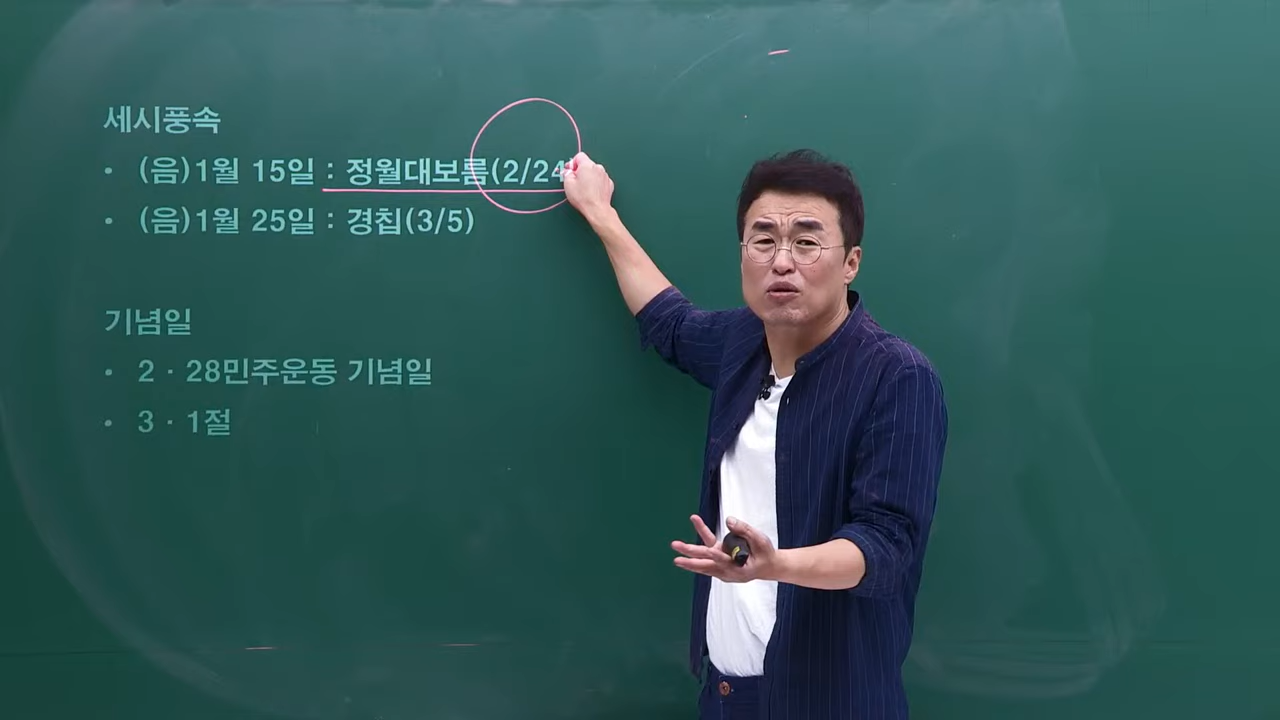 세시풍속
• (음)1월 15일 : 정월대보름(2/24)
• (음)1월 25일 : 경칩(3/5)
기념일
• 2 · 28민주운동 기념일
• 3 · 1절